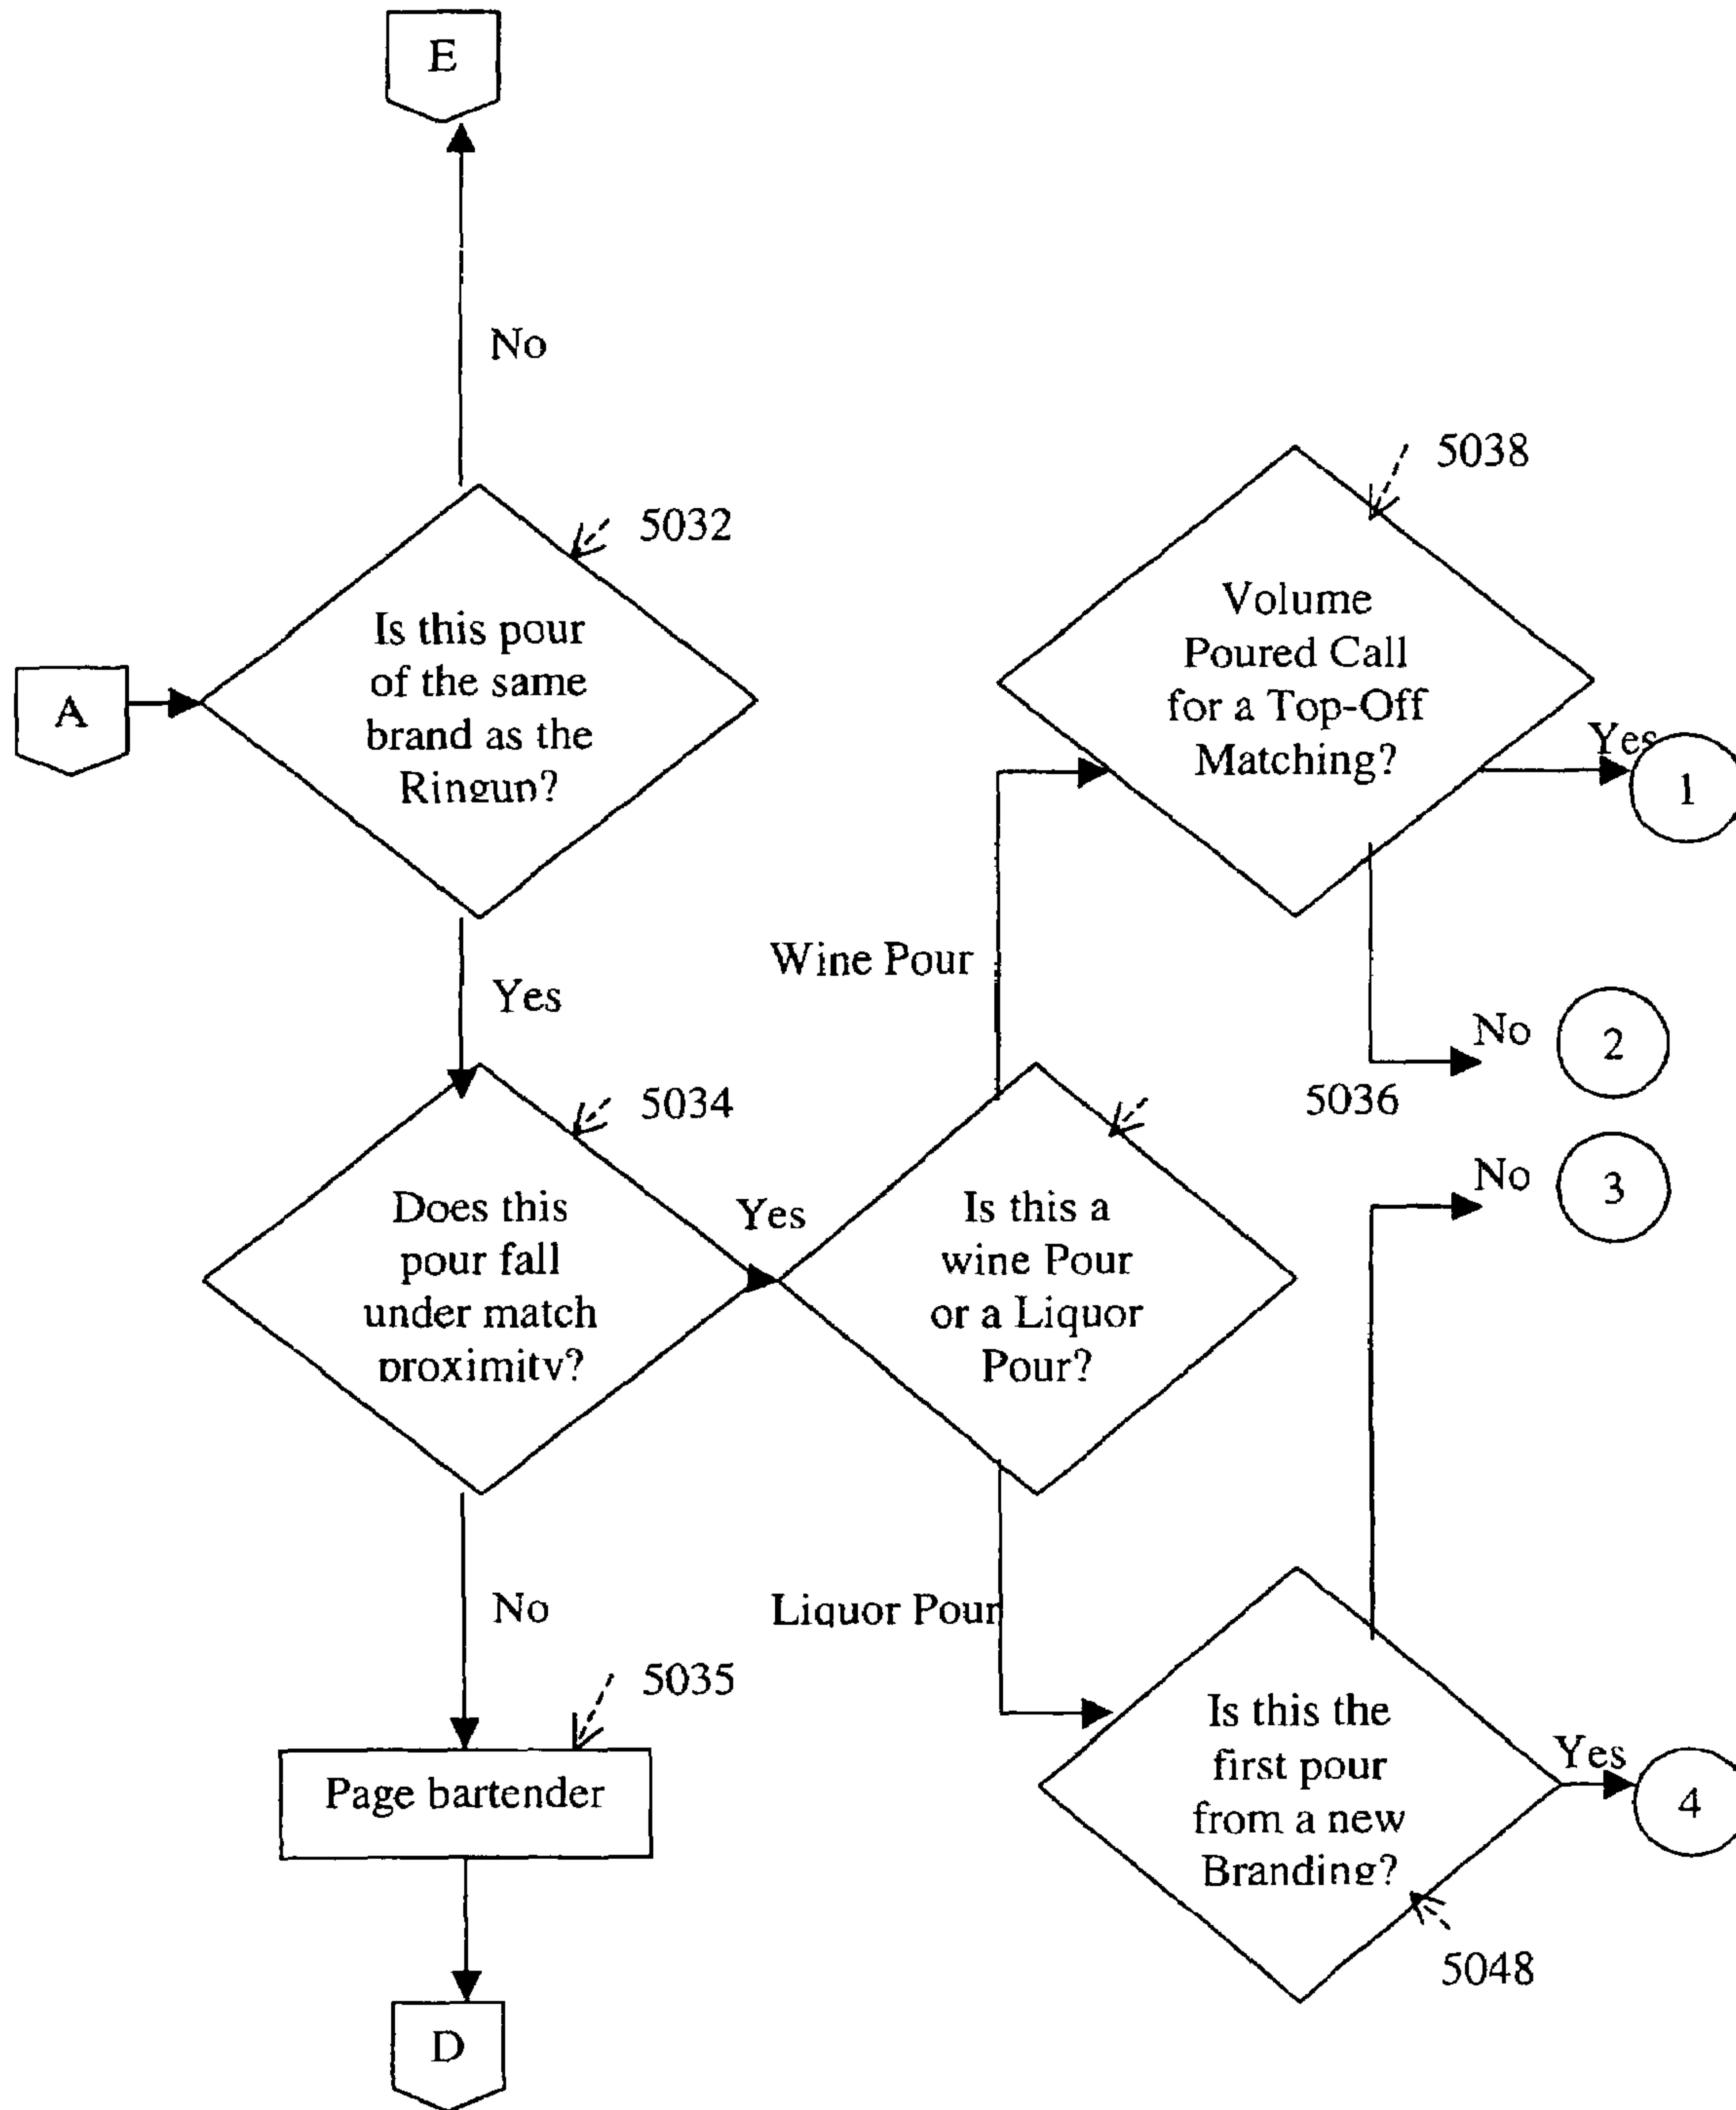 E
No
5032
Is this pour
of the same
brand as the
Ringup?
A
Yes
5034
Does this
pour fall
under match
proximity?
Yes
No
5035
Page bartender
D
Wine Pour
5036
Is this a
wine Pour
or a Liquor
Pour?
Liquor Pour
5038
Volume
Poured Call
for a Top-Off
Matching?
Yes
1
No
2
No
3
Is this the
first pour
from a new
Branding?
Yes
4
5048